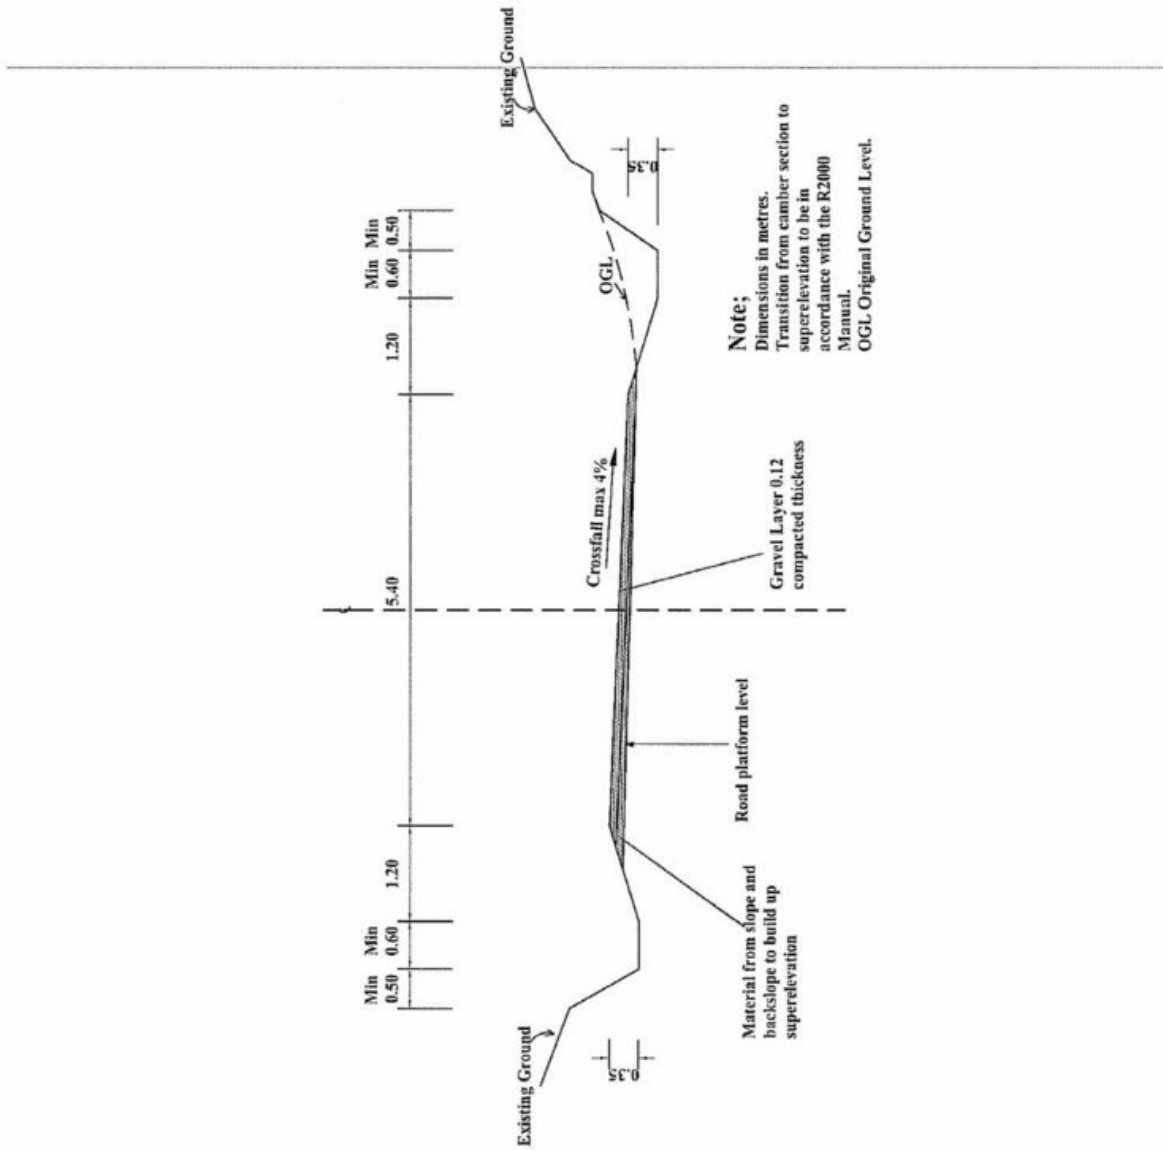 Min
0.50
Min
0.60
1.20
5.40
1.20
Min
0.60
Min
0.50
Existing Ground
Existing Ground
OGL
Crossfall max 4%
0.35
0.35
Material from slope and
backslope to build up
superelevation
Road platform level
Gravel Layer 0.12
compacted thickness
Note;
Dimensions in metres.
Transition from camber section to
superelevation to be in
accordance with the R2000
Manual.
OGL Original Ground Level.